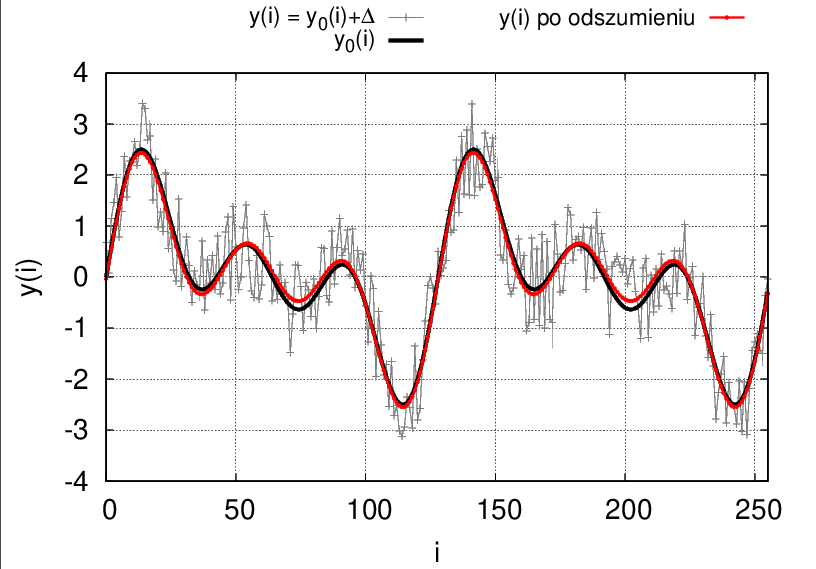 y(i) = y0(i)+Δ
y0(i)
y(i) po odszumieniu
4
3
2
1
0
-1
-2
-3
-4
y(i)
0 50 100 150 200 250
i